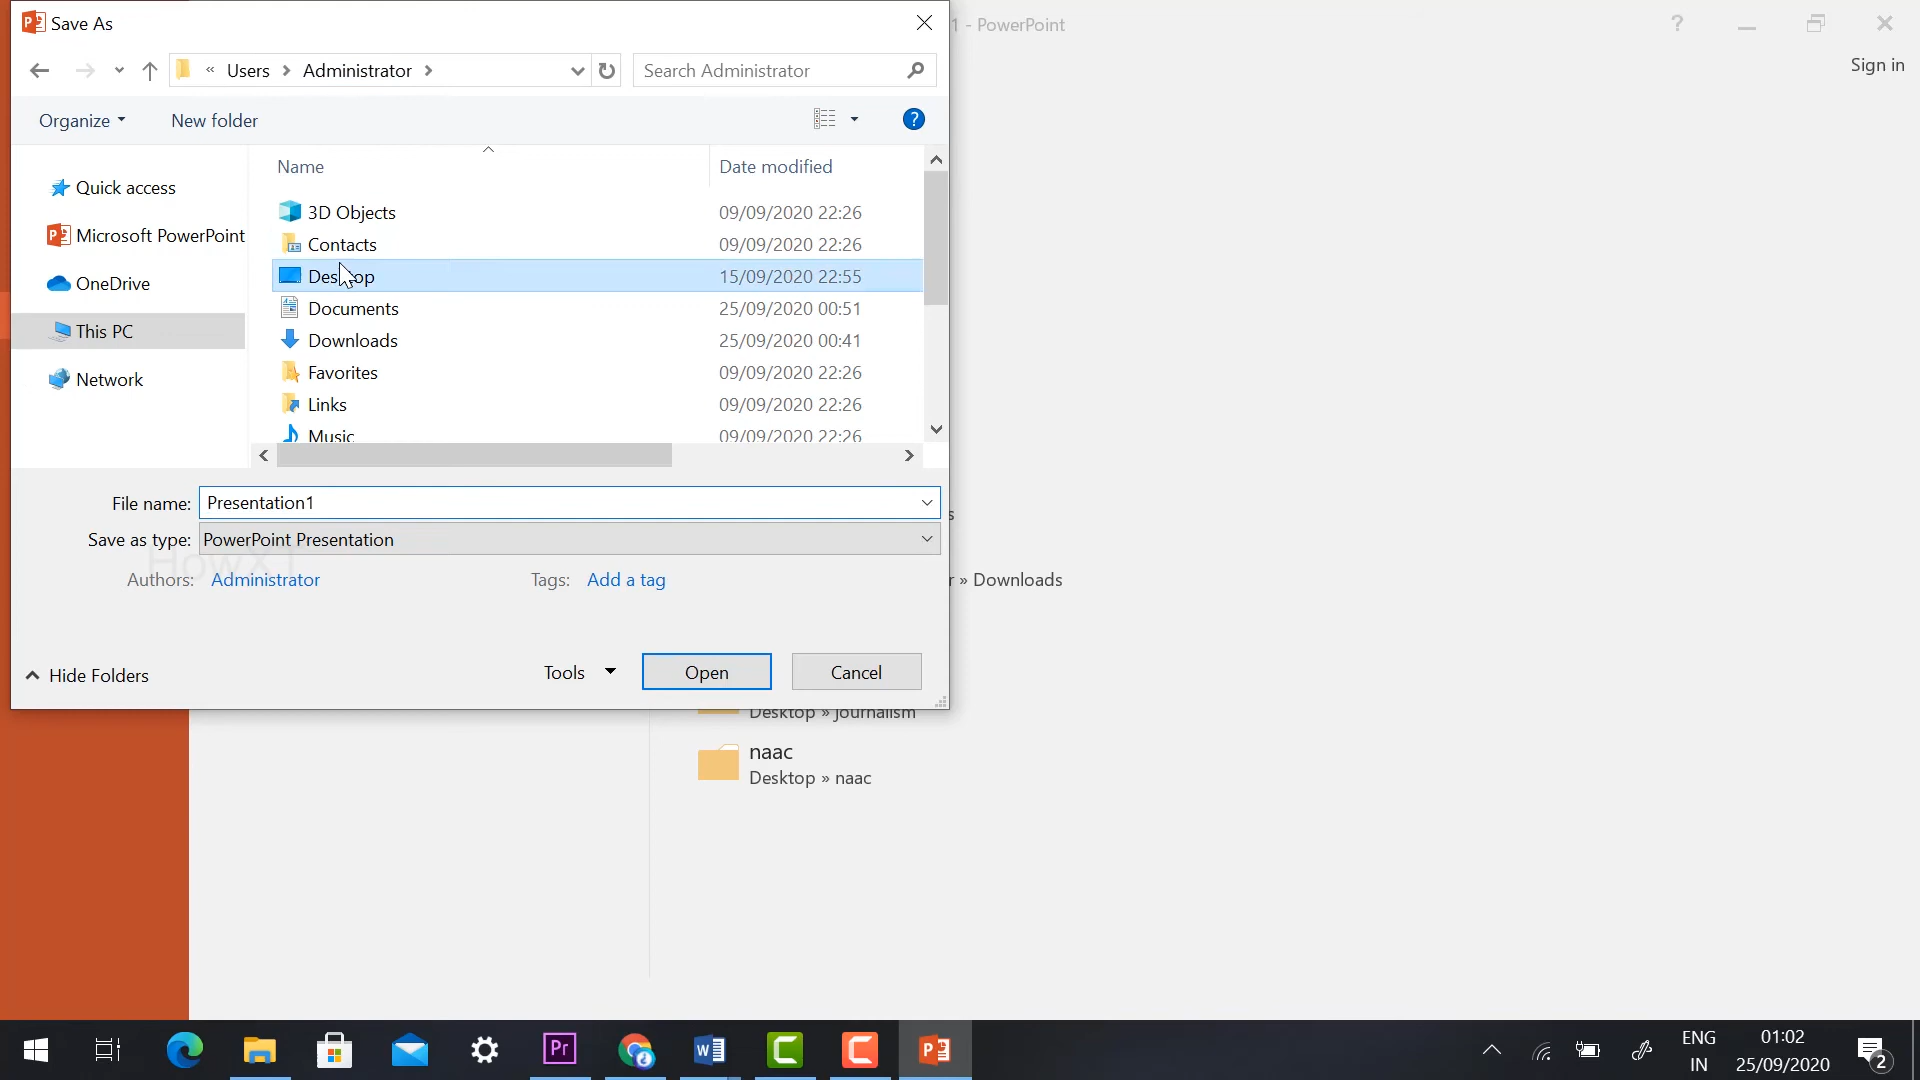 Save As
1 - PowerPoint
?
Sign in
« Users > Administrator >
Search Administrator
Organize
New folder
?
Name
Date modified
Quick access
Microsoft PowerPoint
OneDrive
This PC
Network
3D Objects 09/09/2020 22:26
Contacts 09/09/2020 22:26
Desktop 15/09/2020 22:55
Documents 25/09/2020 00:51
Downloads 25/09/2020 00:41
Favorites 09/09/2020 22:26
Links 09/09/2020 22:26
Music 09/09/2020 22:26
File name: Presentation1
Save as type: PowerPoint Presentation
Authors: Administrator
Tags: Add a tag
r » Downloads
Hide Folders
Tools
Open
Cancel
Desktop » journalism
naac
Desktop » naac
Pr
ENG
IN
01:02
25/09/2020
2